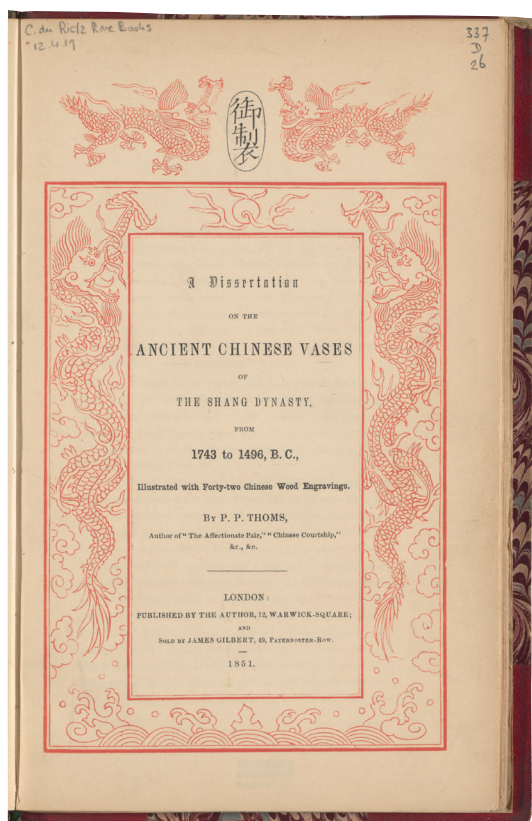 C. du Rietz Rare Books
12.4.19
337
D
26
御製
A Dissertation
ON THE
ANCIENT CHINESE VASES
OF
THE SHANG DYNASTY,
FROM
1743 to 1496, B. C.,
Illustrated with Forty-two Chinese Wood Engravings.
BY P. P. THOMS,
Author of "The Affectionate Pair," "Chinese Courtship,"
&c., &c.
LONDON:
PUBLISHED BY THE AUTHOR, 12, WARWICK-SQUARE;
AND
SOLD BY JAMES GILBERT, 49, PATERNOSTER-ROW.
1851.